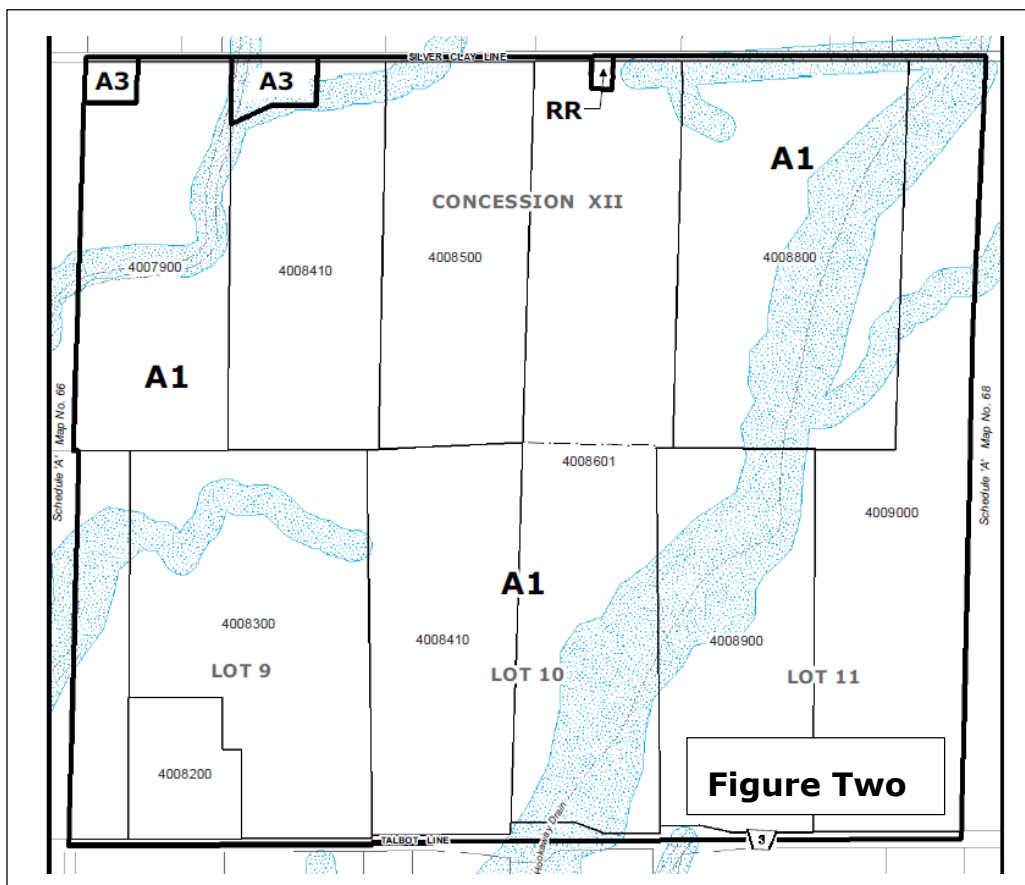 SILVER CLAY LINE
A3
A3
RR
A1
CONCESSION XII
4007900
4008410
4008500
4008800
A1
Schedule 'A' Map No. 66
Schedule 'A' Map No. 68
4008601
4009000
A1
4008300
4008410
4008900
LOT 9
LOT 10
LOT 11
4008200
Figure Two
Hookaway Drain
TALBOT LINE
3